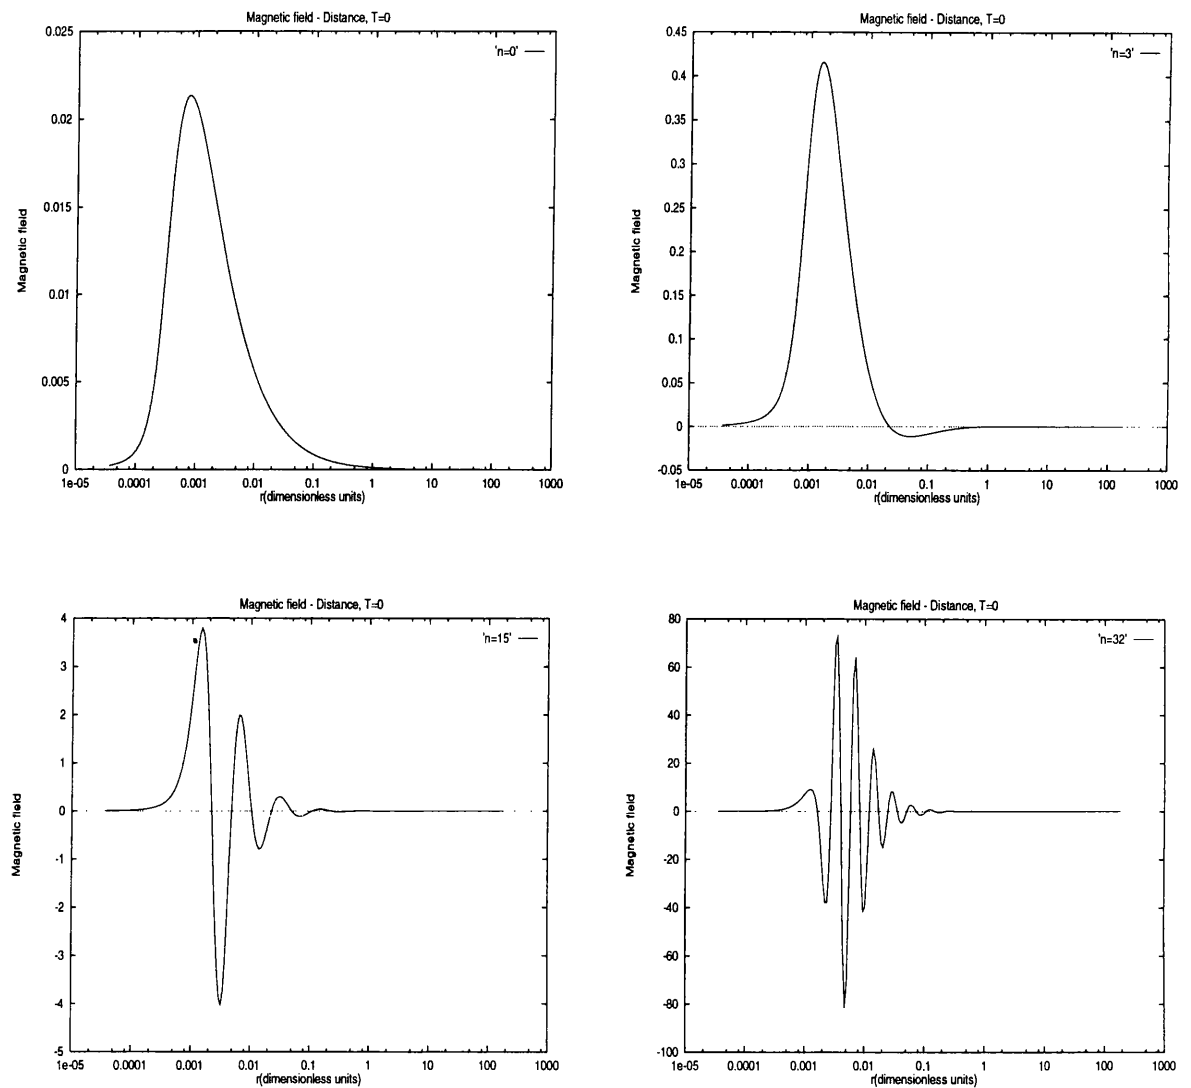 Magnetic field - Distance, T=0
0.025
'n=0'
0.02
0.015
Magnetic field
0.01
0.005
0
1e-05 0.0001 0.001 0.01 0.1 1 10 100 1000
r(dimensionless units)
Magnetic field - Distance, T=0
0.45
'n=3'
0.4
0.35
0.3
0.25
Magnetic field
0.2
0.15
0.1
0.05
0
-0.05
1e-05 0.0001 0.001 0.01 0.1 1 10 100 1000
r(dimensionless units)
Magnetic field - Distance, T=0
4
'n=15'
3
2
1
0
Magnetic field
-1
-2
-3
-4
-5
1e-05 0.0001 0.001 0.01 0.1 1 10 100 1000
r(dimensionless units)
Magnetic field - Distance, T=0
80
'n=32'
60
40
20
0
Magnetic field
-20
-40
-60
-80
-100
1e-05 0.0001 0.001 0.01 0.1 1 10 100 1000
r(dimensionless units)